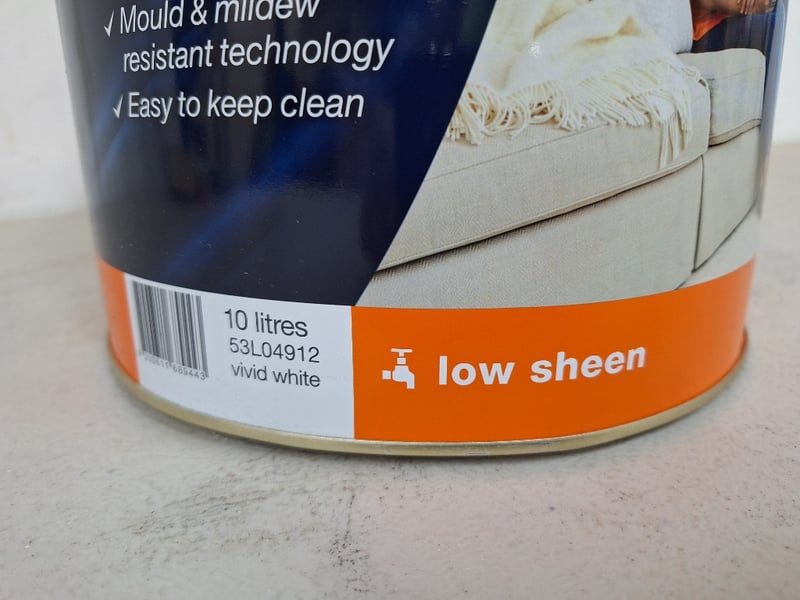 ✓ Mould & mildew
resistant technology
✓ Easy to keep clean
10 litres
53L04912
vivid white
low sheen